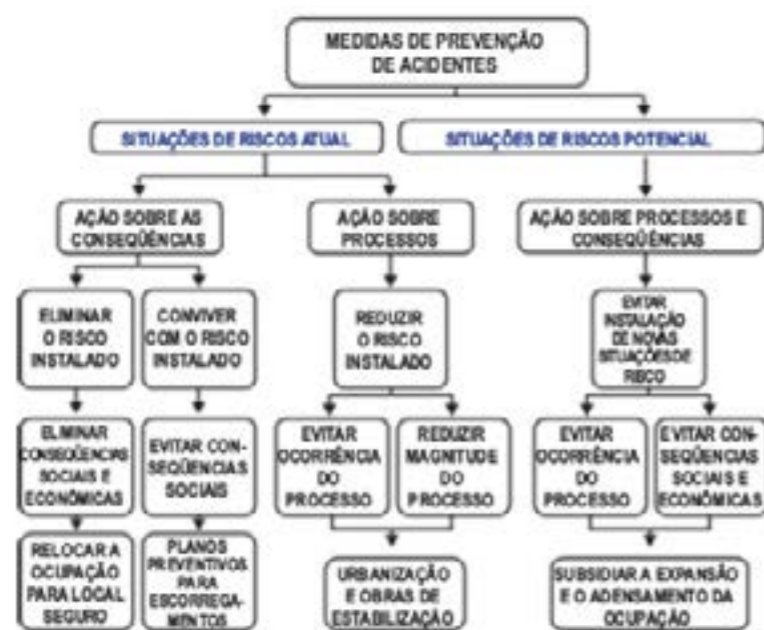 MEDIDAS DE PREVENÇÃO
DE ACIDENTES
SITUAÇÕES DE RISCOS ATUAL
SITUAÇÕES DE RISCOS POTENCIAL
AÇÃO SOBRE AS
CONSEQÜÊNCIAS
AÇÃO SOBRE
PROCESSOS
AÇÃO SOBRE PROCESSOS E
CONSEQÜÊNCIAS
ELIMINAR
O RISCO
INSTALADO
CONVIVER
COM O RISCO
INSTALADO
REDUZIR
O RISCO
INSTALADO
EVITAR
INSTALAÇÃO
DE NOVAS
SITUAÇÕES DE
RISCO
ELIMINAR
CONSEQÜÊNCIAS
SOCIAIS E
ECONÔMICAS
EVITAR CON-
SEQÜÊNCIAS
SOCIAIS
EVITAR
OCORRÊNCIA
DO
PROCESSO
REDUZIR
MAGNITUDE
DO
PROCESSO
EVITAR
OCORRÊNCIA
DO
PROCESSO
EVITAR CON-
SEQÜÊNCIAS
SOCIAIS E
ECONÔMICAS
RELOCAR A
OCUPAÇÃO
PARA LOCAL
SEGURO
PLANOS
PREVENTIVOS
PARA
ESCORREGA-
MENTOS
URBANIZAÇÃO
E OBRAS DE
ESTABILIZAÇÃO
SUBSIDIAR A EXPANSÃO
E O ADENSAMENTO DA
OCUPAÇÃO